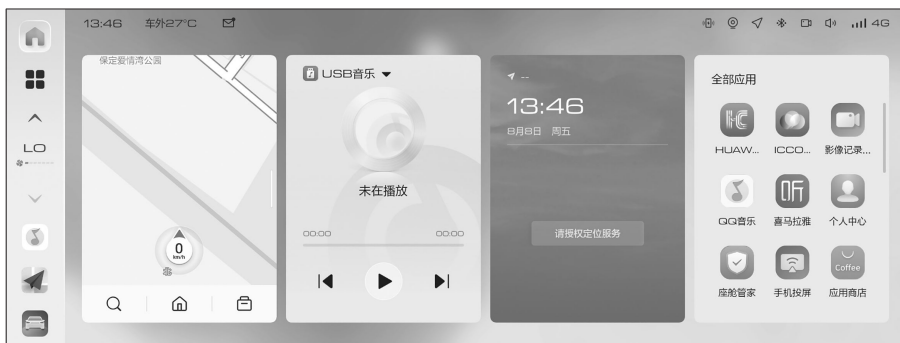 13:46 车外27°C
4G
LO
保定爱情湾公园
0
km/h
USB音乐
未在播放
00:00 00:00
--
13:46
8月8日 周五
请授权定位服务
全部应用
HUAW... ICCO... 影像记录...
QQ音乐 喜马拉雅 个人中心
座舱管家 手机投屏 应用商店
HC
听
Coffee